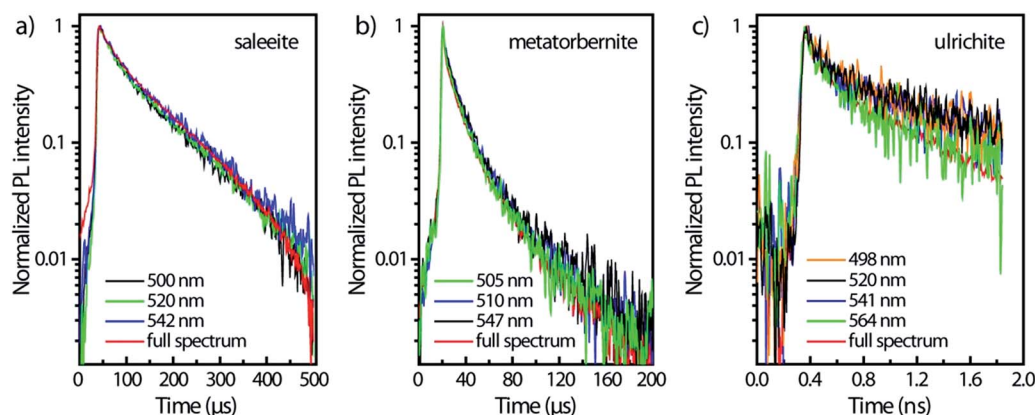 a)
saleeite
Normalized PL intensity
1
0.1
0.01
500 nm
520 nm
542 nm
full spectrum
0 100 200 300 400 500
Time (µs)
b)
metatorbernite
Normalized PL intensity
1
0.1
0.01
505 nm
510 nm
547 nm
full spectrum
0 40 80 120 160 200
Time (µs)
c)
ulrichite
Normalized PL intensity
1
0.1
0.01
498 nm
520 nm
541 nm
564 nm
full spectrum
0.0 0.4 0.8 1.2 1.6 2.0
Time (ns)